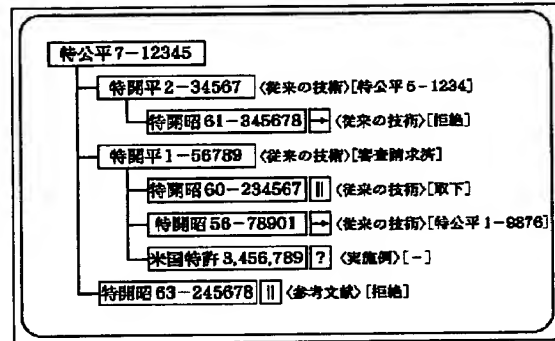 特公平7-12345
特開平2-34567 〈従来の技術〉[特公平5-1234]
特開昭61-345678 → 〈従来の技術〉[拒絶]
特開平1-56789 〈従来の技術〉[審査請求済]
特開昭60-234567 || 〈従来の技術〉[取下]
特開昭56-78901 → 〈従来の技術〉[特公平1-9876]
米国特許3,456,789 ? 〈実施例〉[-]
特開昭63-245678 || 〈参考文献〉[拒絶]